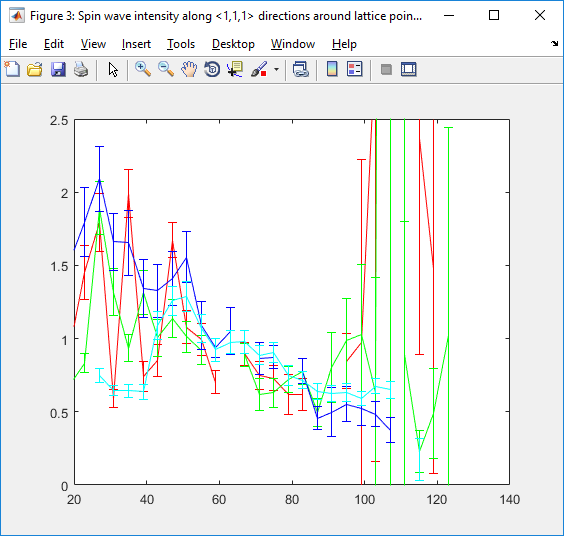 Figure 3: Spin wave intensity along <1,1,1> directions around lattice poin...
File Edit View Insert Tools Desktop Window Help
2.5
2
1.5
1
0.5
0
20 40 60 80 100 120 140